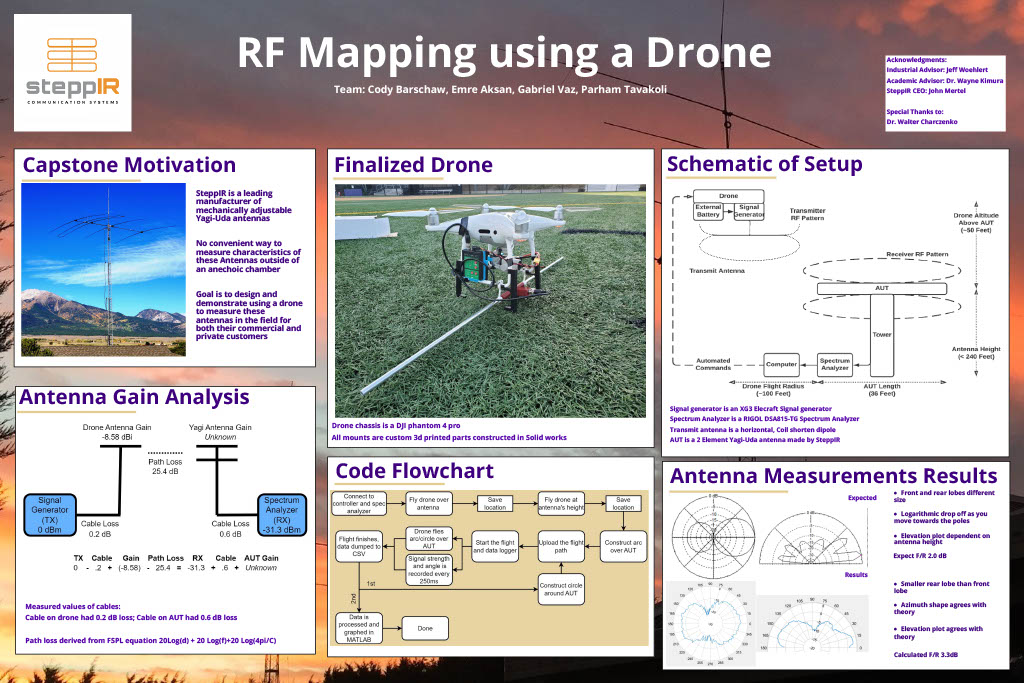 steppIR
COMMUNICATION SYSTEMS
RF Mapping using a Drone
Team: Cody Barschaw, Emre Aksan, Gabriel Vaz, Parham Tavakoli
Acknowledgments:
Industrial Advisor: Jeff Woehlert
Academic Advisor: Dr. Wayne Kimura
SteppIR CEO: John Mertel
Special Thanks to:
Dr. Walter Charczenko
Capstone Motivation
SteppIR is a leading
manufacturer of
mechanically adjustable
Yagi-Uda antennas
No convenient way to
measure characteristics of
these Antennas outside of
an anechoic chamber
Goal is to design and
demonstrate using a drone
to measure these
antennas in the field for
both their commercial and
private customers
Antenna Gain Analysis
Drone Antenna Gain
-8.58 dBi
Yagi Antenna Gain
Unknown
Path Loss
25.4 dB
Signal
Generator
(TX)
0 dBm
Cable Loss
0.2 dB
Cable Loss
0.6 dB
Spectrum
Analyzer
(RX)
-31.3 dBm
TX Cable Gain Path Loss RX Cable AUT Gain
0 - .2 + (-8.58) - 25.4 = -31.3 + .6 + Unknown
Measured values of cables:
Cable on drone had 0.2 dB loss; Cable on AUT had 0.6 dB loss
Path loss derived from FSPL equation 20Log(d) + 20 Log(f)+20 Log(4pi/C)
Finalized Drone
Drone chassis is a DJI phantom 4 pro
All mounts are custom 3d printed parts constructed in Solid works
Code Flowchart
Connect to
controller and spec
analyzer
Fly drone over
antenna
Save
location
Fly drone at
antenna's height
Save
location
Flight finishes,
data dumped to
CSV
Drone flies
arc/circle over
AUT
Signal strength
and angle is
recorded every
250ms
Start the flight
and data logger
Upload the flight
path
Construct arc
over AUT
1st
Construct circle
around AUT
2nd
Data is
processed and
graphed in
MATLAB
Done
Schematic of Setup
Drone
External
Battery
Signal
Generator
Transmitter
RF Pattern
Transmit Antenna
Drone Altitude
Above AUT
(~50 Feet)
Receiver RF Pattern
AUT
Tower
Antenna Height
(< 240 Feet)
Automated
Commands
Computer
Spectrum
Analyzer
Drone Flight Radius
(~100 Feet)
AUT Length
(36 Feet)
Signal generator is an XG3 Elecraft Signal generator
Spectrum Analyzer is a RIGOL DSA815-TG Spectrum Analyzer
Transmit antenna is a horizontal, Coil shorten dipole
AUT is a 2 Element Yagi-Uda antenna made by SteppIR
Antenna Measurements Results
Expected
• Front and rear lobes different
size
• Logarithmic drop off as you
move towards the poles
• Elevation plot dependent on
antenna height
Expect F/R 2.0 dB
Results
• Smaller rear lobe than front
lobe
• Azimuth shape agrees with
theory
• Elevation plot agrees with
theory
Calculated F/R 3.3dB